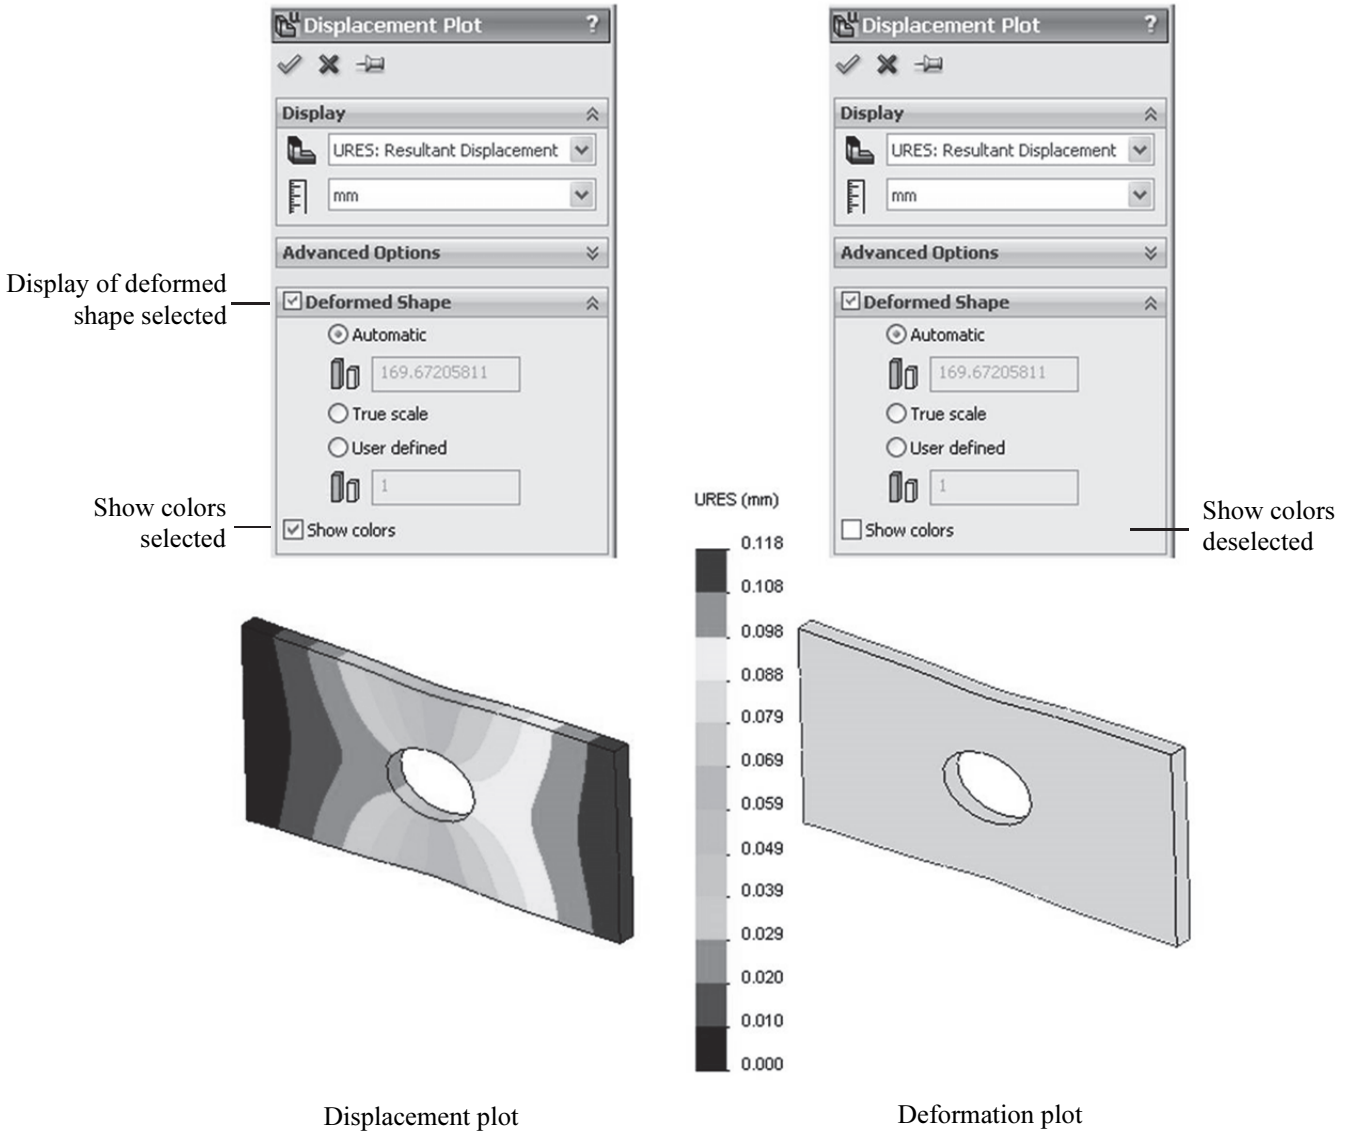 Displacement Plot ?
Display
URES: Resultant Displacement
mm
Advanced Options
Deformed Shape
Automatic
169.67205811
True scale
User defined
1
Show colors
Display of deformed
shape selected
Show colors
selected
Displacement Plot ?
Display
URES: Resultant Displacement
mm
Advanced Options
Deformed Shape
Automatic
169.67205811
True scale
User defined
1
Show colors
Show colors
deselected
URES (mm)
0.118
0.108
0.098
0.088
0.079
0.069
0.059
0.049
0.039
0.029
0.020
0.010
0.000
Displacement plot
Deformation plot